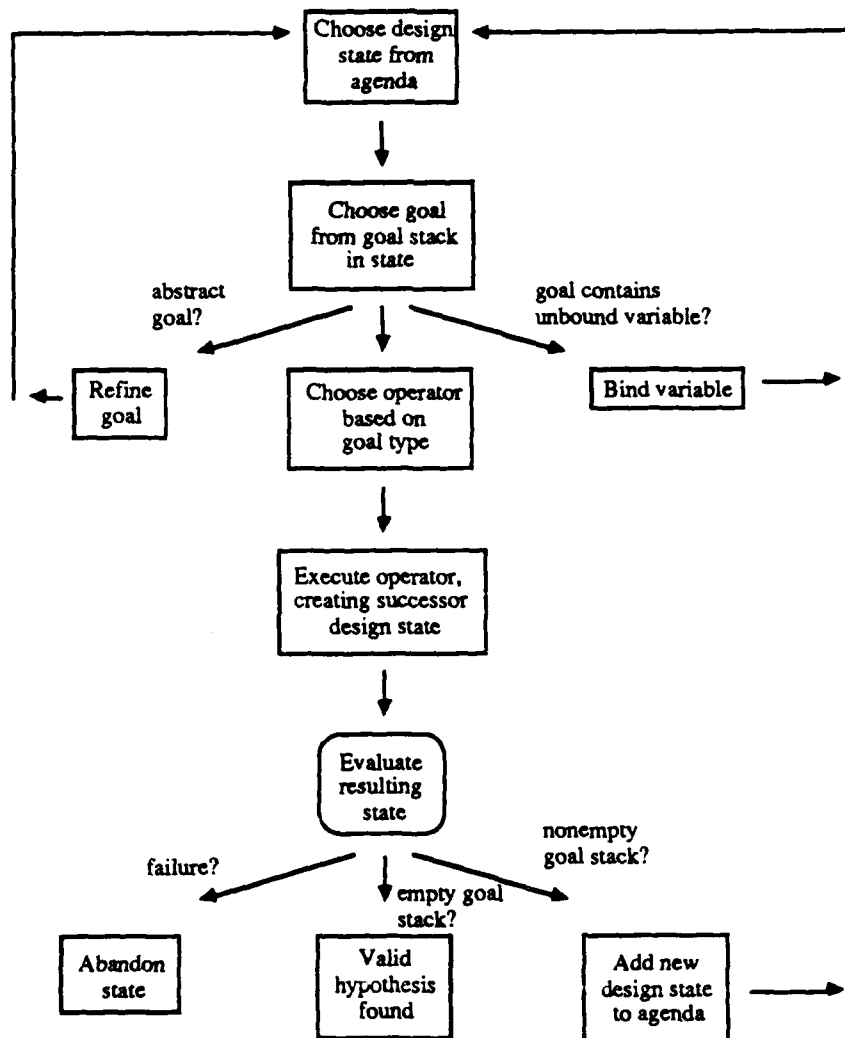 Choose design
state from
agenda
Choose goal
from goal stack
in state
abstract
goal?
goal contains
unbound variable?
Refine
goal
Choose operator
based on
goal type
Bind variable
Execute operator,
creating successor
design state
Evaluate
resulting
state
failure?
empty goal
stack?
nonempty
goal stack?
Abandon
state
Valid
hypothesis
found
Add new
design state
to agenda